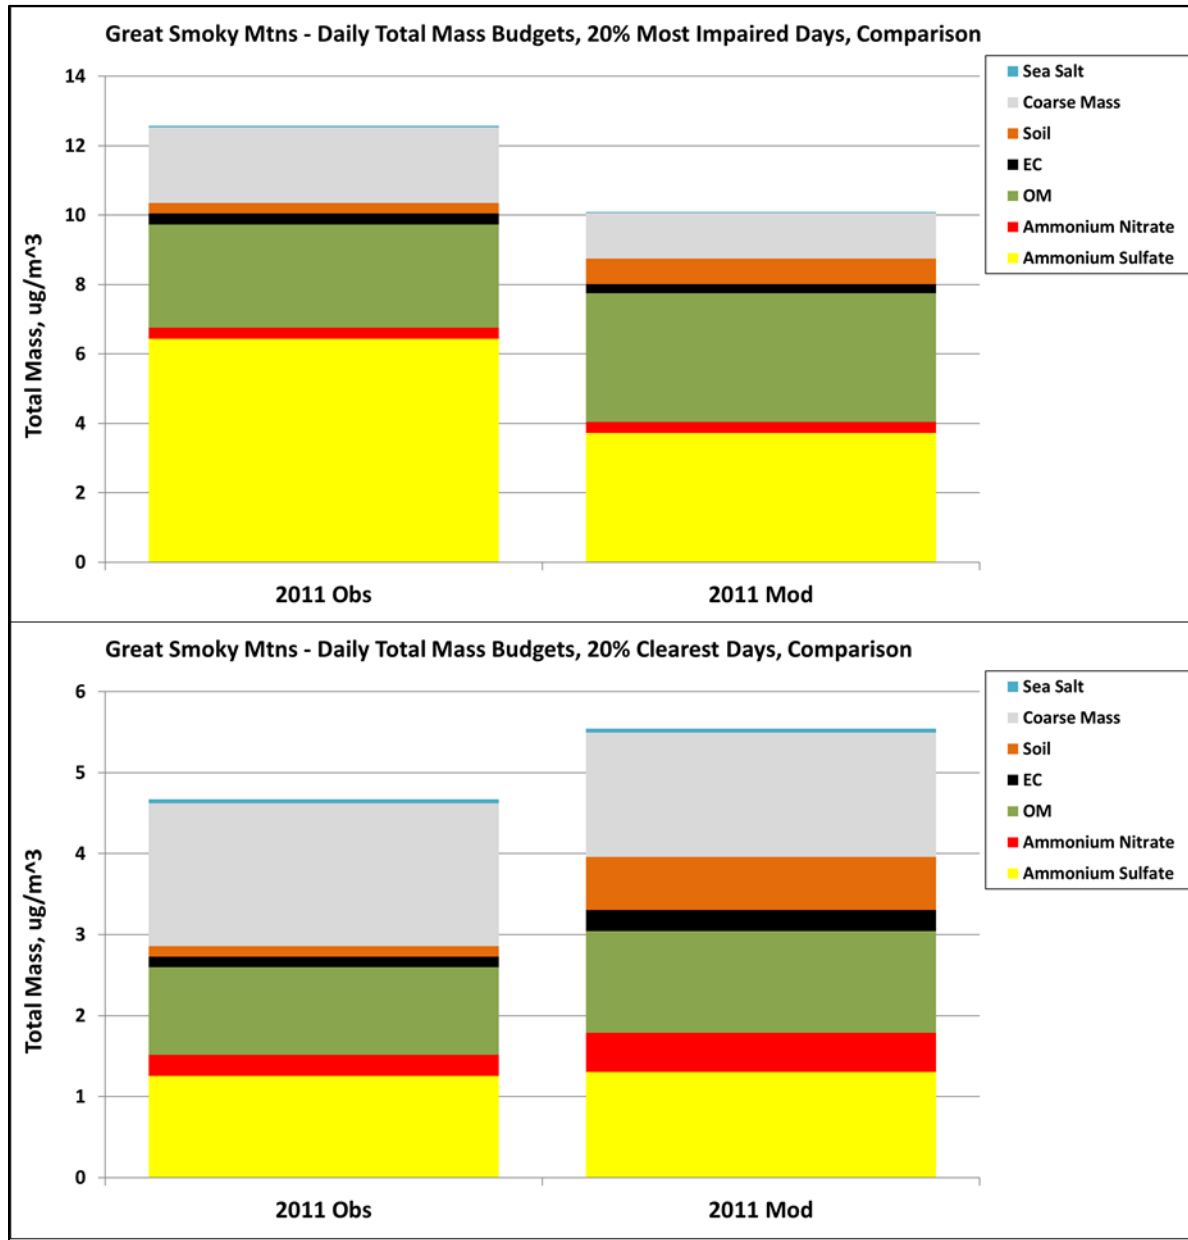 Great Smoky Mtns - Daily Total Mass Budgets, 20% Most Impaired Days, Comparison
Total Mass, ug/m^3
14
12
10
8
6
4
2
0
2011 Obs
2011 Mod
Sea Salt
Coarse Mass
Soil
EC
OM
Ammonium Nitrate
Ammonium Sulfate
Great Smoky Mtns - Daily Total Mass Budgets, 20% Clearest Days, Comparison
Total Mass, ug/m^3
6
5
4
3
2
1
0
2011 Obs
2011 Mod
Sea Salt
Coarse Mass
Soil
EC
OM
Ammonium Nitrate
Ammonium Sulfate